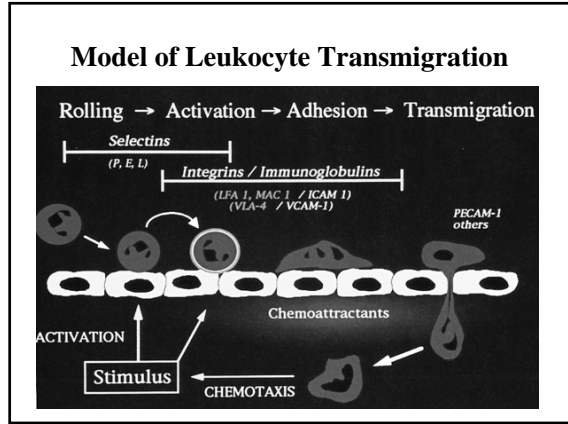 Model of Leukocyte Transmigration
Rolling → Activation → Adhesion → Transmigration
Selectins
(P, E, L)
Integrins / Immunoglobulins
(LFA 1, MAC 1 / ICAM 1)
(VLA-4 / VCAM-1)
PECAM-1
others
Chemoattractants
ACTIVATION
Stimulus
CHEMOTAXIS